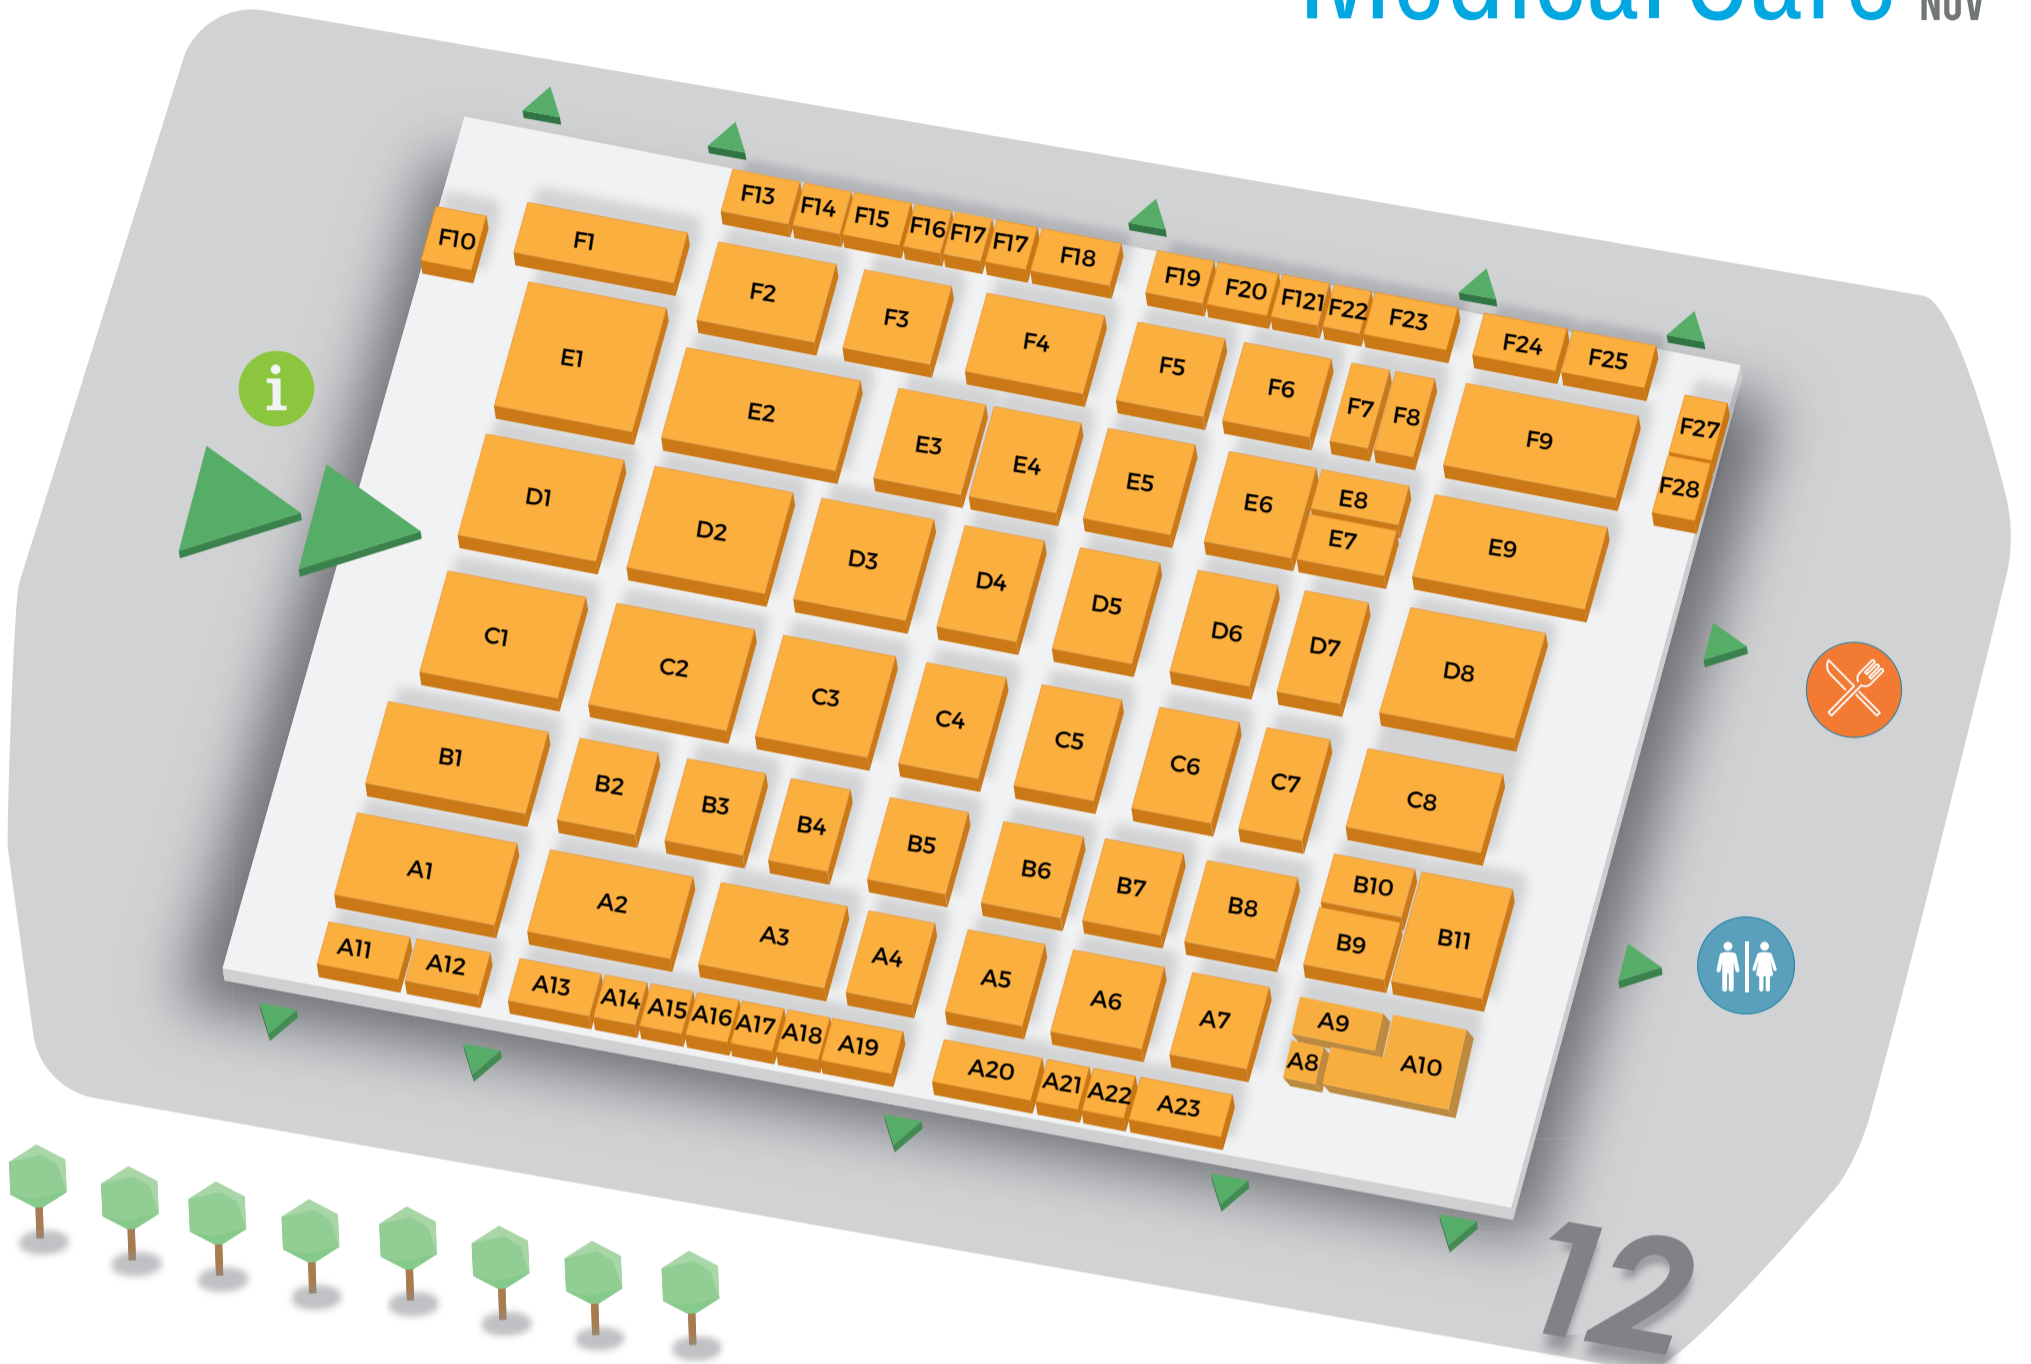 Medical Care NOV
F13 F14 F15 F16 F17 F17 F18
F19 F20 F121 F22 F23
F24 F25
F10 F1 F2 F3 F4 F5 F6 F7 F8 F9 F27
F28
E1 E2 E3 E4 E5 E6 E8 E9
E7
D1 D2 D3 D4 D5 D6 D7 D8
C1 C2 C3 C4 C5 C6 C7 C8
B1 B2 B3 B4 B5 B6 B7 B8 B10 B11
B9
A1 A2 A3 A4 A5 A6 A7 A9 A10
A8
A11 A12 A13 A14 A15 A16 A17 A18 A19
A20 A21 A22 A23
i
12